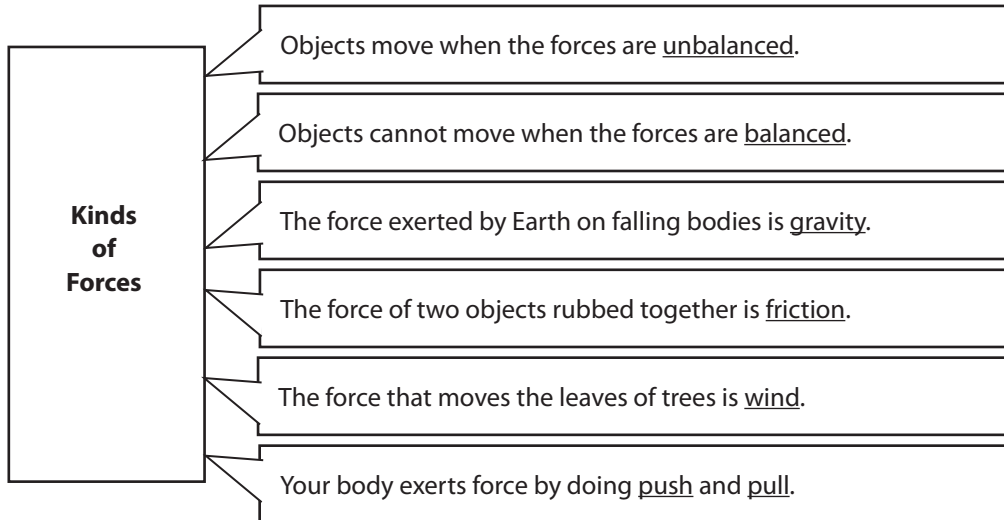 Kinds
of
Forces
Objects move when the forces are unbalanced.
Objects cannot move when the forces are balanced.
The force exerted by Earth on falling bodies is gravity.
The force of two objects rubbed together is friction.
The force that moves the leaves of trees is wind.
Your body exerts force by doing push and pull.